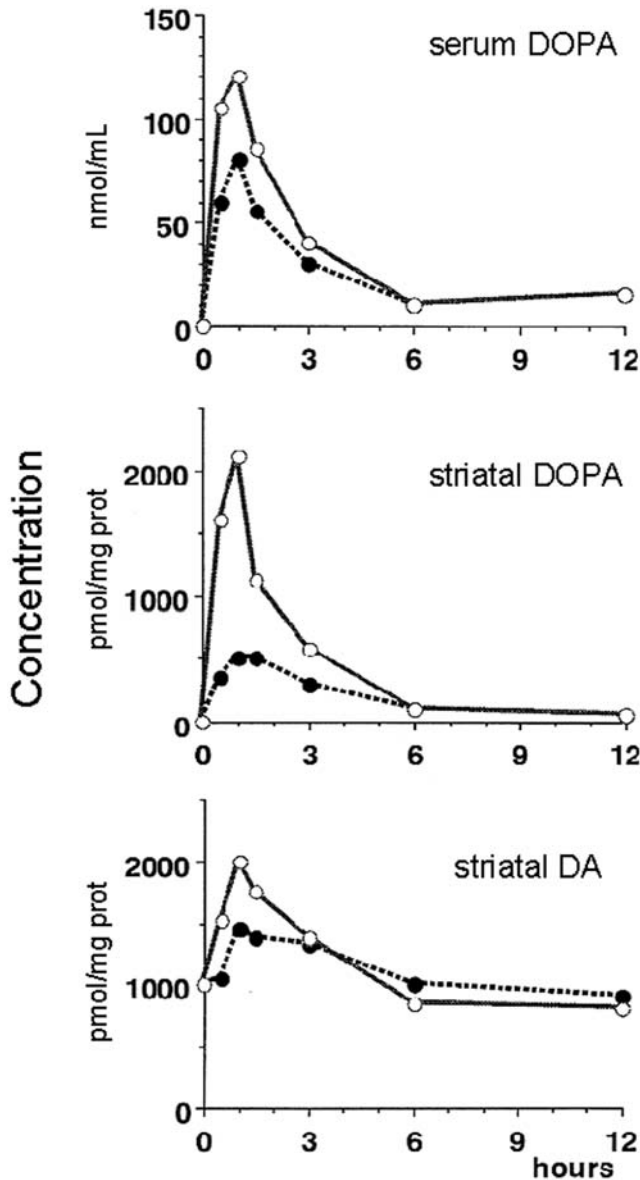 Concentration
serum DOPA
nmol/mL
150
100
50
0
0 3 6 9 12
striatal DOPA
pmol/mg prot
2000
1000
0
0 3 6 9 12
striatal DA
pmol/mg prot
2000
1000
0
0 3 6 9 12
hours